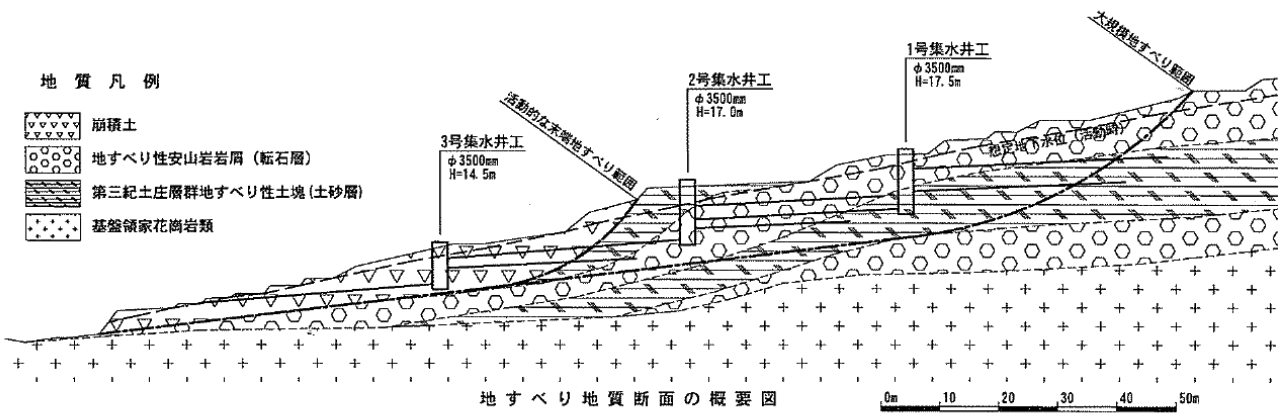 地質凡例
崩積土
地すべり性安山岩岩屑（転石層）
第三紀土庄層群地すべり性土塊(土砂層)
基盤領家花崗岩類
3号集水井工
φ3500mm
H=14.5m
活動的な末端地すべり範囲
2号集水井工
φ3500mm
H=17.0m
1号集水井工
φ3500mm
H=17.5m
大規模地すべり範囲
想定地下水位（活動時）
地すべり地質断面の概要図
0m 10 20 30 40 50m